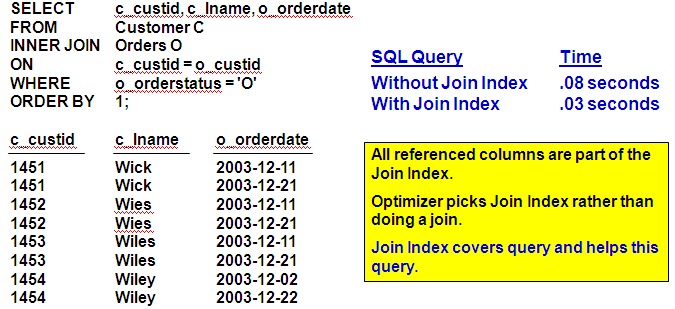 SELECT c_custid, c_lname, o_orderdate
FROM Customer C
INNER JOIN Orders O
ON c_custid = o_custid
WHERE o_orderstatus = 'O'
ORDER BY 1;
SQL Query Time
Without Join Index .08 seconds
With Join Index .03 seconds
c_custid c_lname o_orderdate
1451 Wick 2003-12-11
1451 Wick 2003-12-21
1452 Wies 2003-12-11
1452 Wies 2003-12-21
1453 Wiles 2003-12-11
1453 Wiles 2003-12-21
1454 Wiley 2003-12-02
1454 Wiley 2003-12-22
All referenced columns are part of the
Join Index.
Optimizer picks Join Index rather than
doing a join.
Join Index covers query and helps this
query.